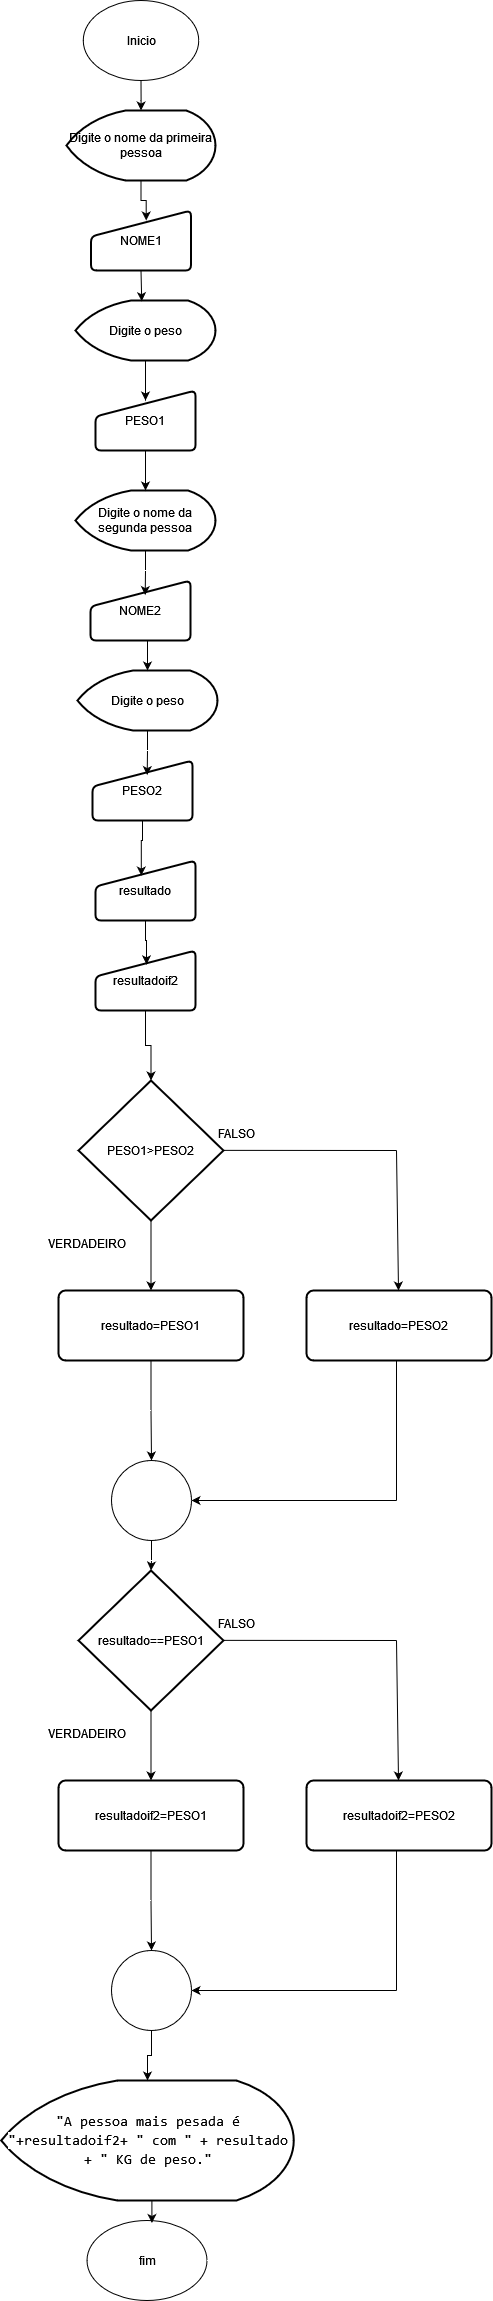 Inicio
Digite o nome da primeira
pessoa
NOME1
Digite o peso
PESO1
Digite o nome da
segunda pessoa
NOME2
Digite o peso
PESO2
resultado
resultadoif2
PESO1>PESO2
FALSO
VERDADEIRO
resultado=PESO1
resultado=PESO2
resultado==PESO1
FALSO
VERDADEIRO
resultadoif2=PESO1
resultadoif2=PESO2
"A pessoa mais pesada é
"+resultadoif2+ " com " + resultado
+ " KG de peso."
fim